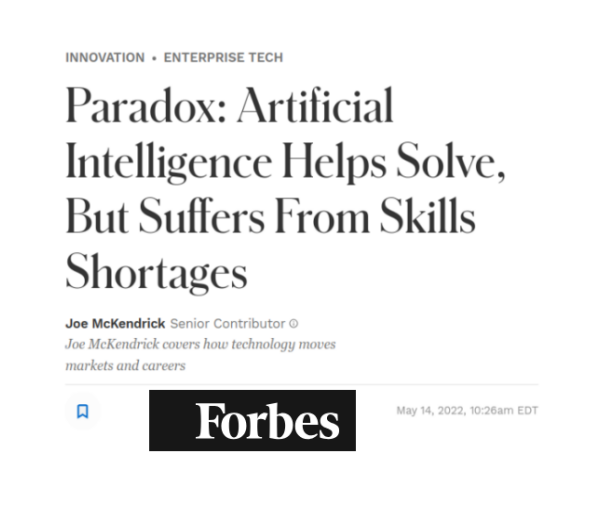 INNOVATION • ENTERPRISE TECH
Paradox: Artificial
Intelligence Helps Solve,
But Suffers From Skills
Shortages
Joe McKendrick Senior Contributor
Joe McKendrick covers how technology moves
markets and careers
Forbes
May 14, 2022, 10:26am EDT